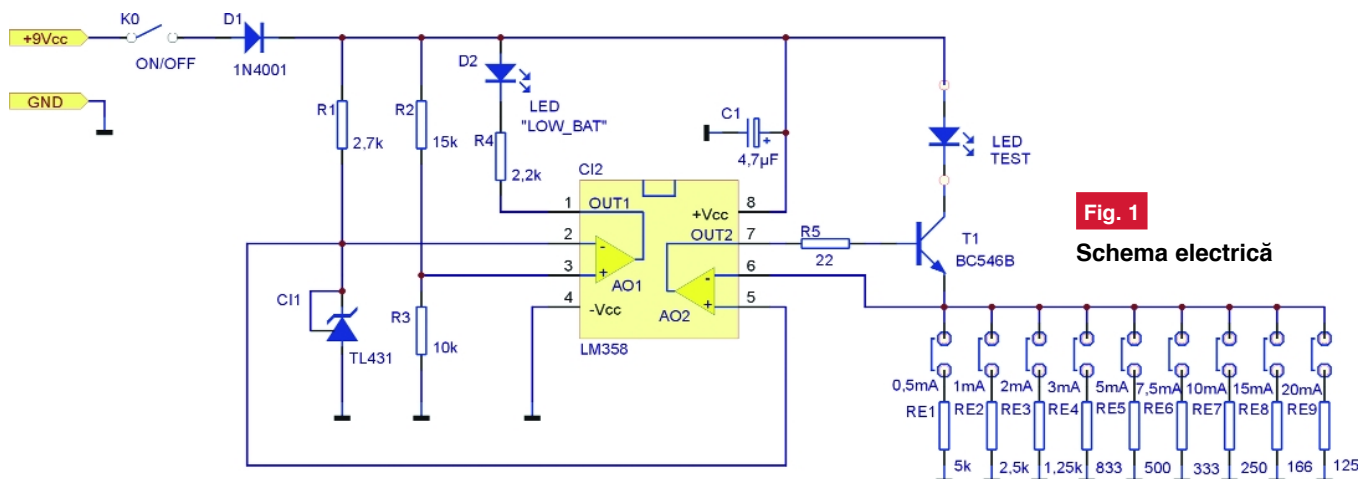 +9Vcc
K0
ON/OFF
D1
1N4001
GND
R1
2,7k
R2
15k
D2
LED
"LOW_BAT"
R4
2,2k
C1
+
4,7µF
LED
TEST
CI2
1
OUT1
2
-
3
+
AO1
4
-Vcc
LM358
+Vcc
8
OUT2
7
-
6
+
5
AO2
R5
22
T1
BC546B
Fig. 1
Schema electrică
CI1
TL431
R3
10k
0,5mA 1mA 2mA 3mA 5mA 7,5mA 10mA 15mA 20mA
RE1 RE2 RE3 RE4 RE5 RE6 RE7 RE8 RE9
5k 2,5k 1,25k 833 500 333 250 166 125